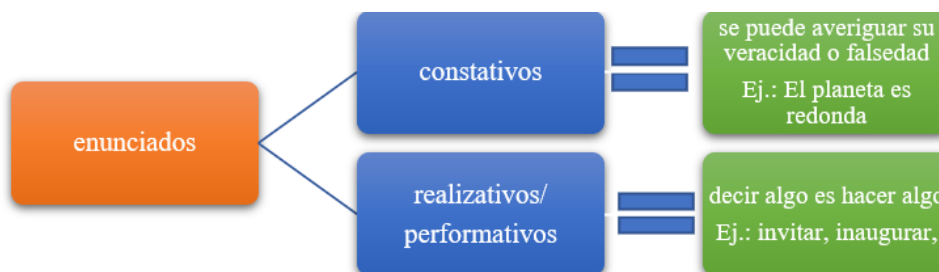 enunciados
constativos
se puede averiguar su
veracidad o falsedad
Ej.: El planeta es
redonda
realizativos/
performativos
decir algo es hacer algo
Ej.: invitar, inaugurar,